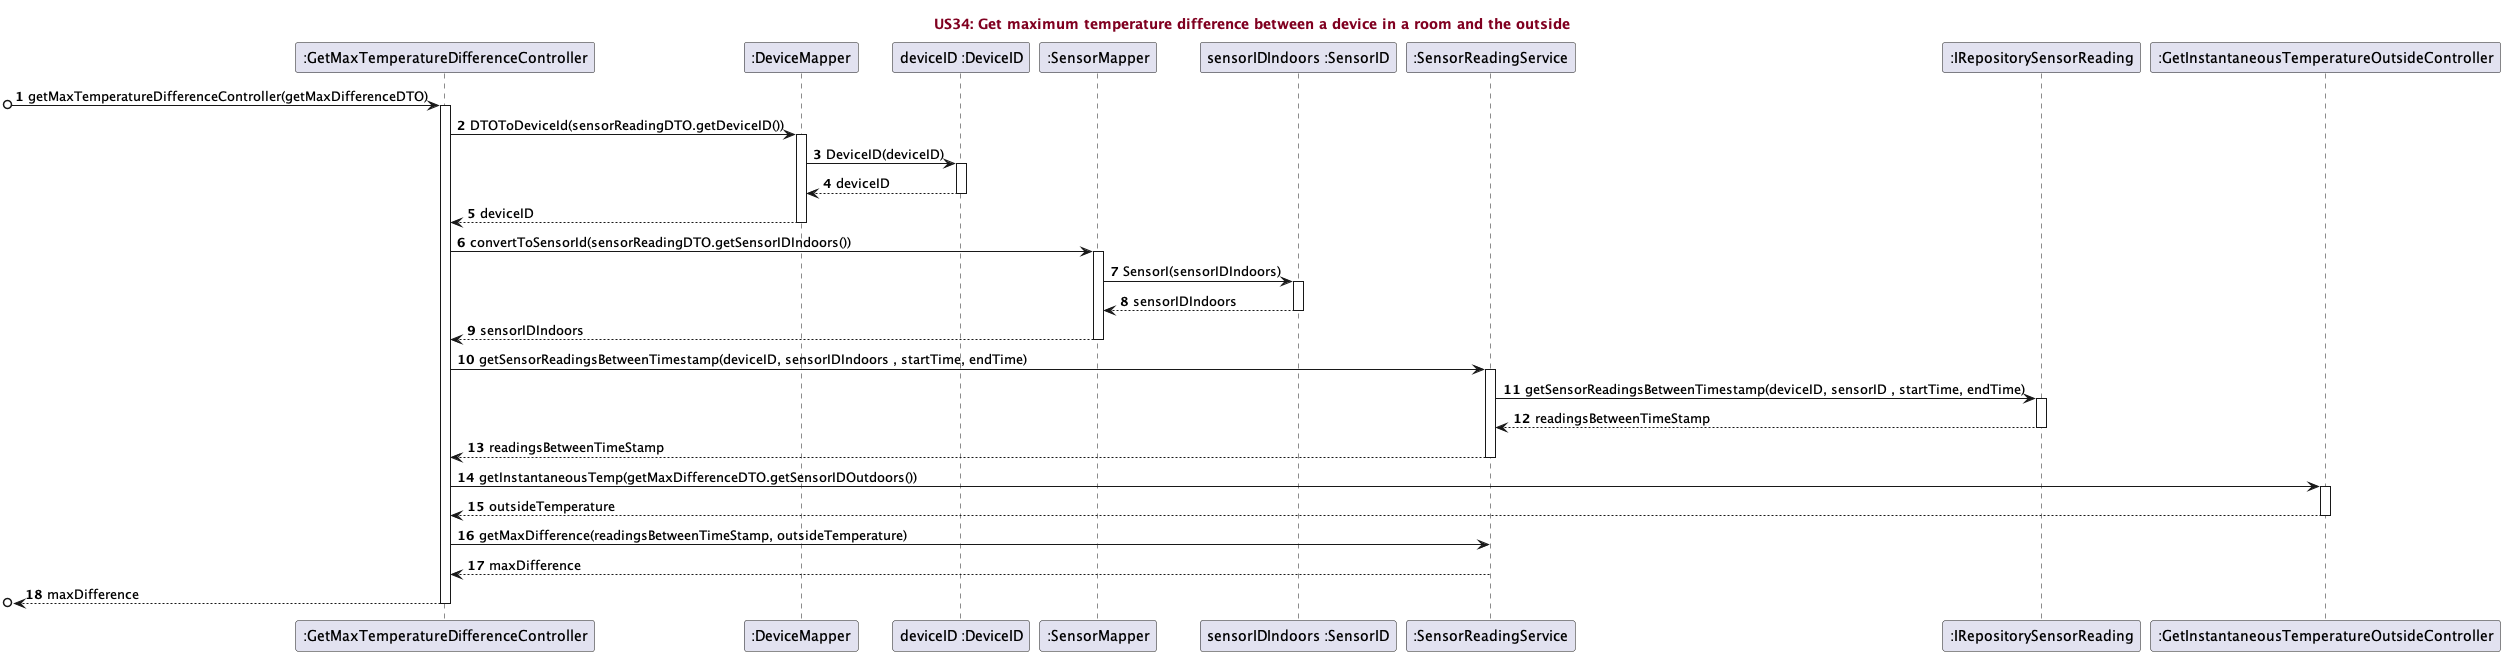 US34: Get maximum temperature difference between a device in a room and the outside
:GetMaxTemperatureDifferenceController
:DeviceMapper
deviceID :DeviceID
:SensorMapper
sensorIDIndoors :SensorID
:SensorReadingService
:IRepositorySensorReading
:GetInstantaneousTemperatureOutsideController
1 getMaxTemperatureDifferenceController(getMaxDifferenceDTO)
2 DTOToDeviceId(sensorReadingDTO.getDeviceID())
3 DeviceID(deviceID)
4 deviceID
5 deviceID
6 convertToSensorId(sensorReadingDTO.getSensorIDIndoors())
7 SensorI(sensorIDIndoors)
8 sensorIDIndoors
9 sensorIDIndoors
10 getSensorReadingsBetweenTimestamp(deviceID, sensorIDIndoors , startTime, endTime)
11 getSensorReadingsBetweenTimestamp(deviceID, sensorID , startTime, endTime)
12 readingsBetweenTimeStamp
13 readingsBetweenTimeStamp
14 getInstantaneousTemp(getMaxDifferenceDTO.getSensorIDOutdoors())
15 outsideTemperature
16 getMaxDifference(readingsBetweenTimeStamp, outsideTemperature)
17 maxDifference
18 maxDifference
:GetMaxTemperatureDifferenceController
:DeviceMapper
deviceID :DeviceID
:SensorMapper
sensorIDIndoors :SensorID
:SensorReadingService
:IRepositorySensorReading
:GetInstantaneousTemperatureOutsideController